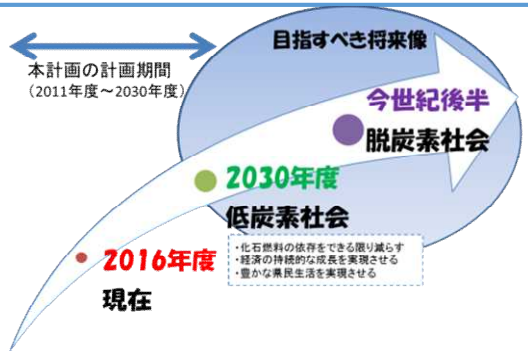 目指すべき将来像
本計画の計画期間
（2011年度～2030年度）
今世紀後半
脱炭素社会
2030年度
低炭素社会
・化石燃料の依存をできる限り減らす
・経済の持続的な成長を実現させる
・豊かな県民生活を実現させる
2016年度
現在